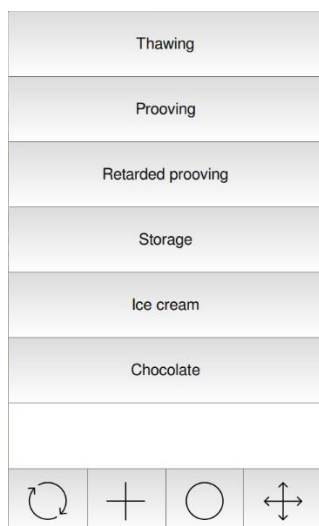 Thawing
Prooving
Retarded prooving
Storage
Ice cream
Chocolate